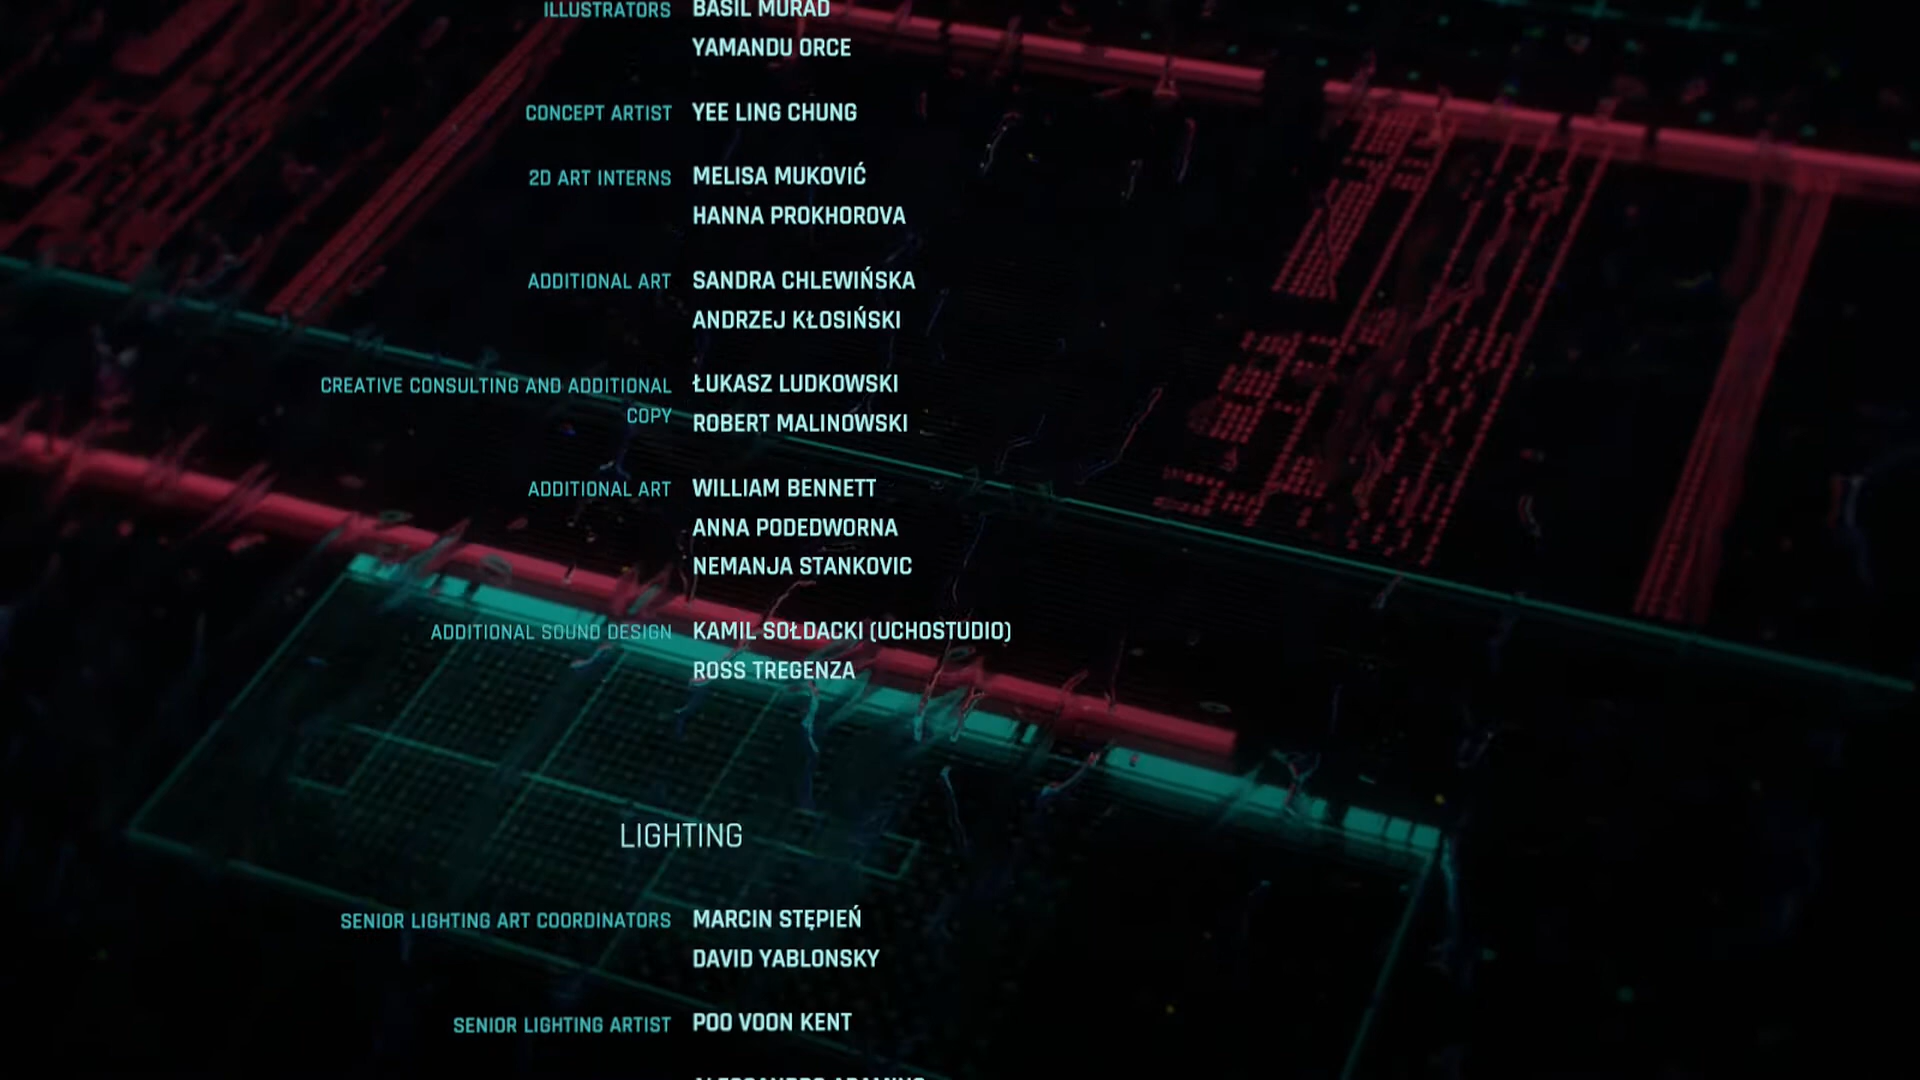 ILLUSTRATORS BASIL MURAD
YAMANDU ORCE
CONCEPT ARTIST YEE LING CHUNG
2D ART INTERNS MELISA MUKOVIĆ
HANNA PROKHOROVA
ADDITIONAL ART SANDRA CHLEWIŃSKA
ANDRZEJ KŁOSIŃSKI
CREATIVE CONSULTING AND ADDITIONAL ŁUKASZ LUDKOWSKI
COPY ROBERT MALINOWSKI
ADDITIONAL ART WILLIAM BENNETT
ANNA PODEDWORNA
NEMANJA STANKOVIC
ADDITIONAL SOUND DESIGN KAMIL SOŁDACKI (UCHOSTUDIO)
ROSS TREGENZA
LIGHTING
SENIOR LIGHTING ART COORDINATORS MARCIN STĘPIEŃ
DAVID YABLONSKY
SENIOR LIGHTING ARTIST POO VOON KENT